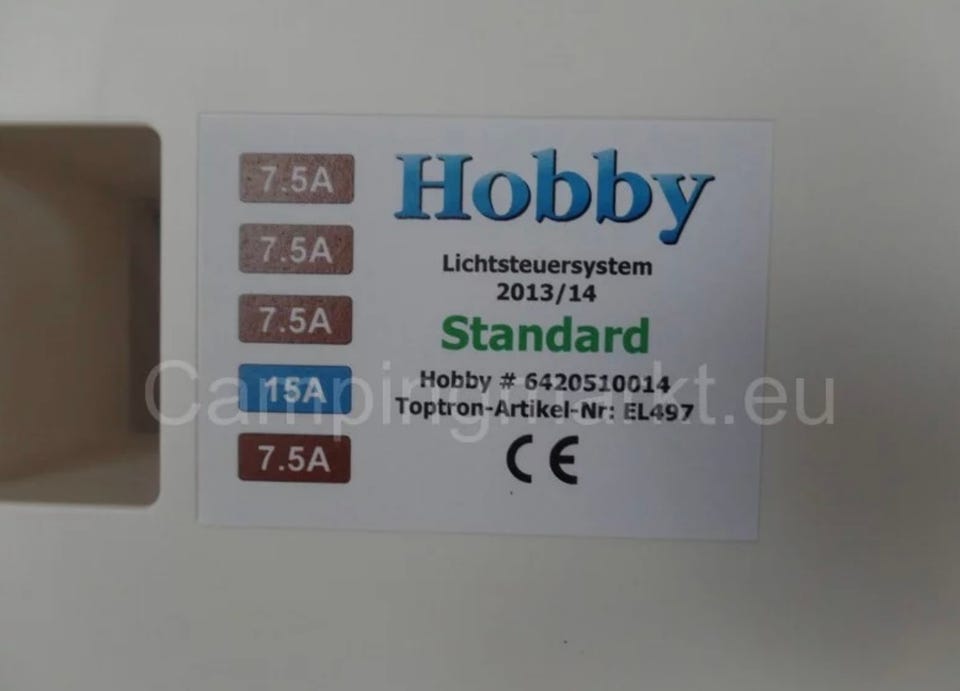 7.5A
7.5A
7.5A
15A
7.5A
Hobby
Lichtsteuersystem
2013/14
Standard
Hobby # 6420510014
Toptron-Artikel-Nr: EL497
CE
Campingmarkt.eu